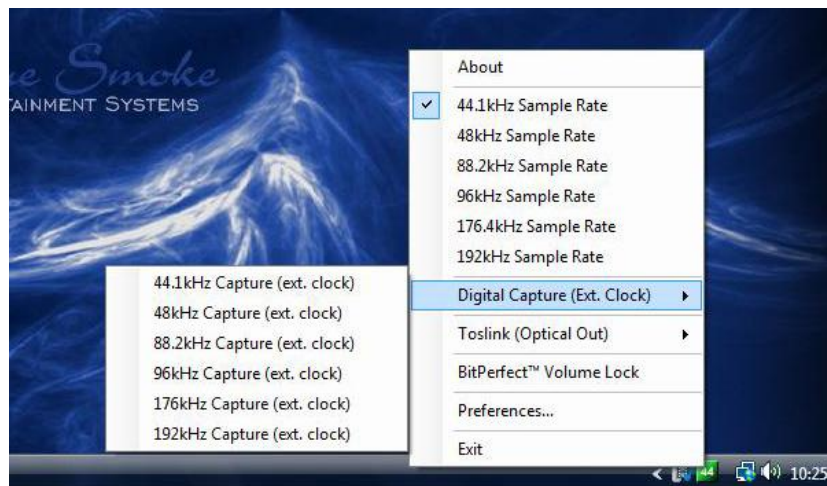 e Smoke
TAINMENT SYSTEMS
About
44.1kHz Sample Rate
48kHz Sample Rate
88.2kHz Sample Rate
96kHz Sample Rate
176.4kHz Sample Rate
192kHz Sample Rate
Digital Capture (Ext. Clock)
Toslink (Optical Out)
BitPerfect™ Volume Lock
Preferences...
Exit
44.1kHz Capture (ext. clock)
48kHz Capture (ext. clock)
88.2kHz Capture (ext. clock)
96kHz Capture (ext. clock)
176kHz Capture (ext. clock)
192kHz Capture (ext. clock)
44
10:25